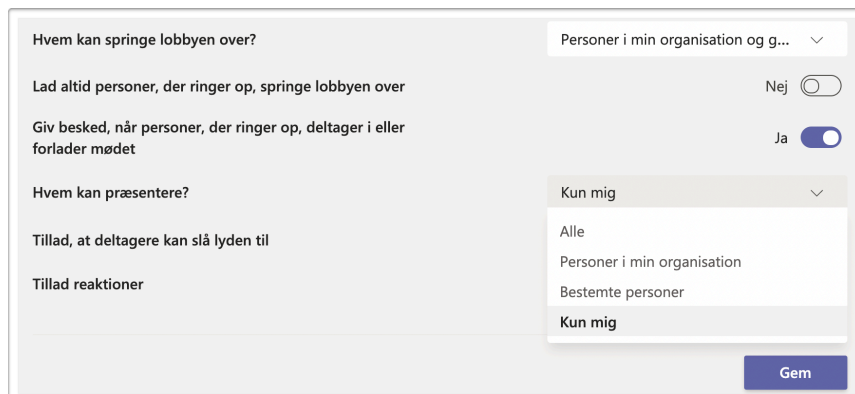 Hvem kan springe lobbyen over?
Personer i min organisation og g...
Lad altid personer, der ringer op, springe lobbyen over
Nej
Giv besked, når personer, der ringer op, deltager i eller
forlader mødet
Ja
Hvem kan præsentere?
Kun mig
Alle
Tillad, at deltagere kan slå lyden til
Personer i min organisation
Tillad reaktioner
Bestemte personer
Kun mig
Gem